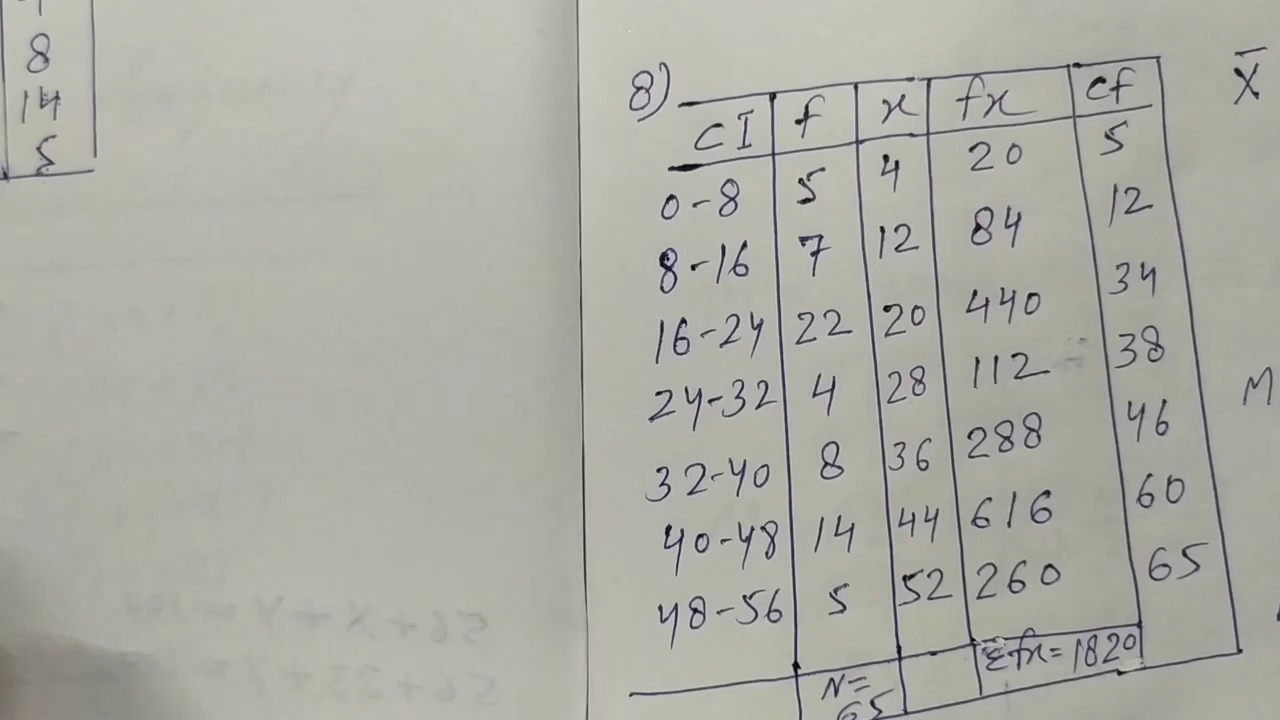 8
14
5
8)
CI f x fx cf
0-8 5 4 20 5
8-16 7 12 84 12
16-24 22 20 440 34
24-32 4 28 112 38
32-40 8 36 288 46
40-48 14 44 616 60
48-56 5 52 260 65
N=
65
Σfx=1820
X̄
M